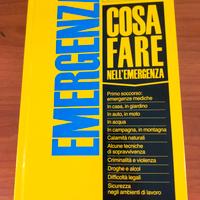 EMERGENZE
COSA
FARE
NELL'EMERGENZA
Primo soccorso:
emergenze mediche
In casa, in giardino
In auto, in moto
In acqua
In campagna, in montagna
Calamità naturali
Alcune tecniche
di sopravvivenza
Criminalità e violenza
Droghe e alcol
Difficoltà legali
Sicurezza
negli ambienti di lavoro